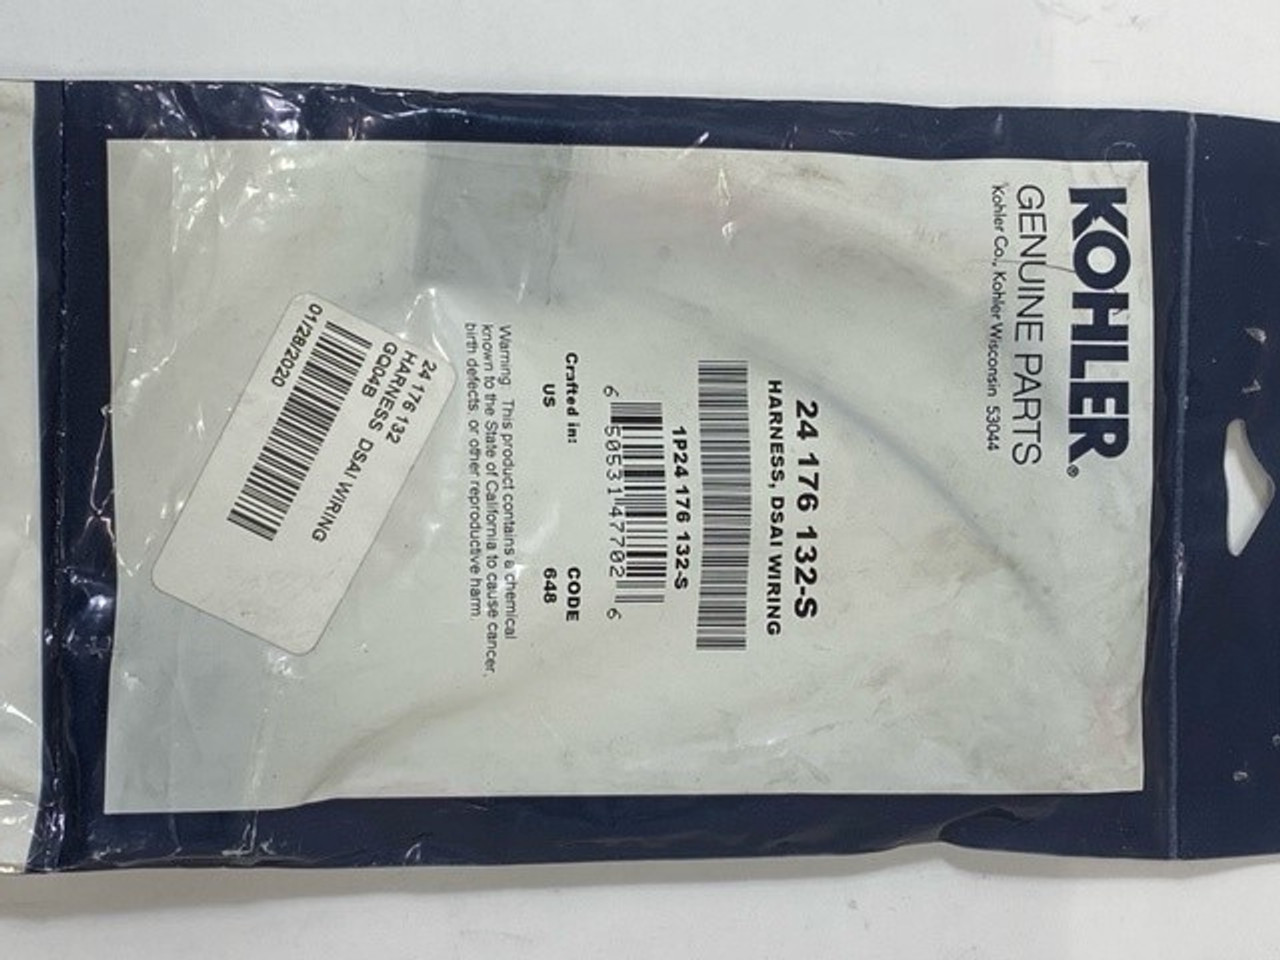 KOHLER®
GENUINE PARTS
Kohler Co., Kohler Wisconsin 53044
24 176 132-S
HARNESS, DSAI WIRING
1P24 176 132-S
6 50531 47702 6
Crafted in:
US
CODE
648
Warning: This product contains a chemical
known to the State of California to cause cancer,
birth defects, or other reproductive harm.
24 176 132
HARNESS, DSAI WIRING
GQ04B
01/28/2020